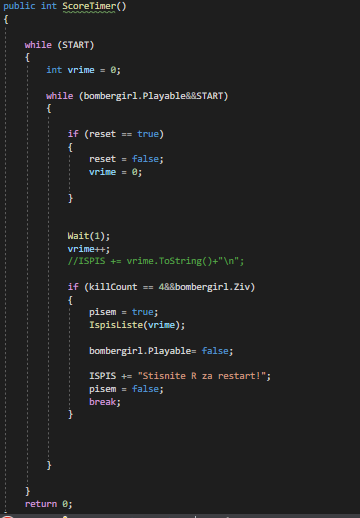 public int ScoreTimer()
{
while (START)
{
int vrime = 0;
while (bombergirl.Playable&&START)
{
if (reset == true)
{
reset = false;
vrime = 0;
}
Wait(1);
vrime++;
//ISPIS += vrime.ToString()+"\n";
if (killCount == 4&&bombergirl.Ziv)
{
pisem = true;
IspisListe(vrime);
bombergirl.Playable= false;
ISPIS += "Stisnite R za restart!";
pisem = false;
break;
}
}
}
return 0;